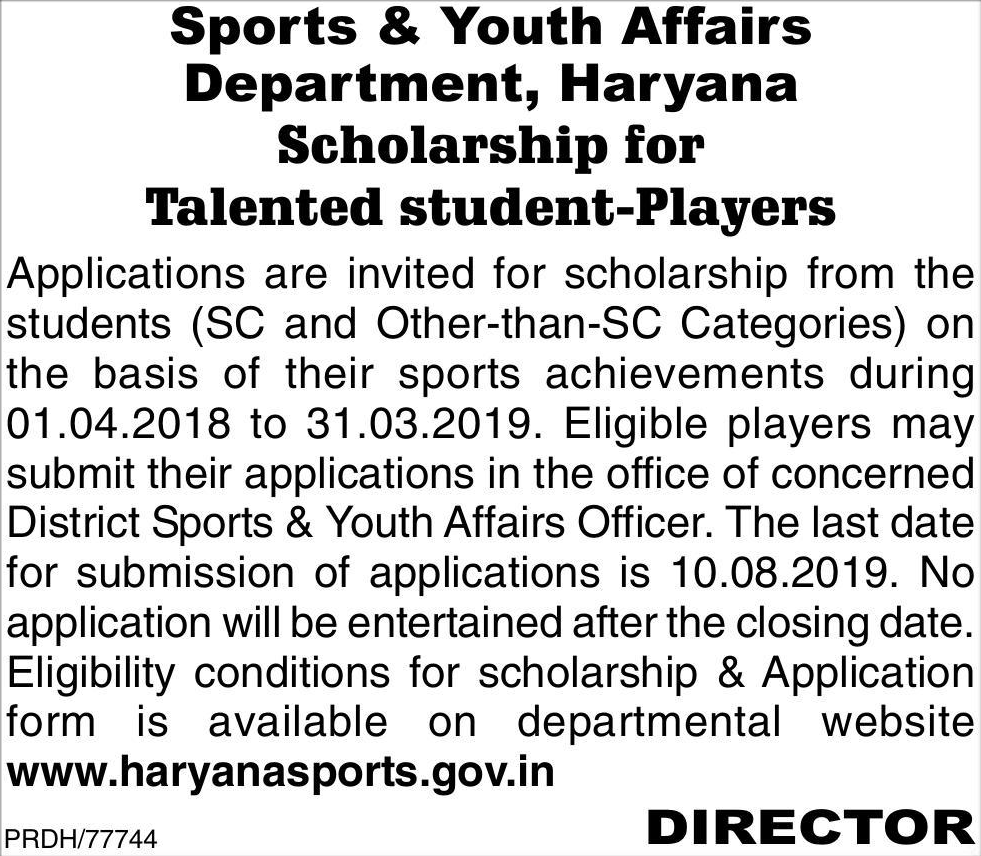 Sports & Youth Affairs
Department, Haryana
Scholarship for
Talented student-Players
Applications are invited for scholarship from the
students (SC and Other-than-SC Categories) on
the basis of their sports achievements during
01.04.2018 to 31.03.2019. Eligible players may
submit their applications in the office of concerned
District Sports & Youth Affairs Officer. The last date
for submission of applications is 10.08.2019. No
application will be entertained after the closing date.
Eligibility conditions for scholarship & Application
form is available on departmental website
www.haryanasports.gov.in
PRDH/77744 DIRECTOR